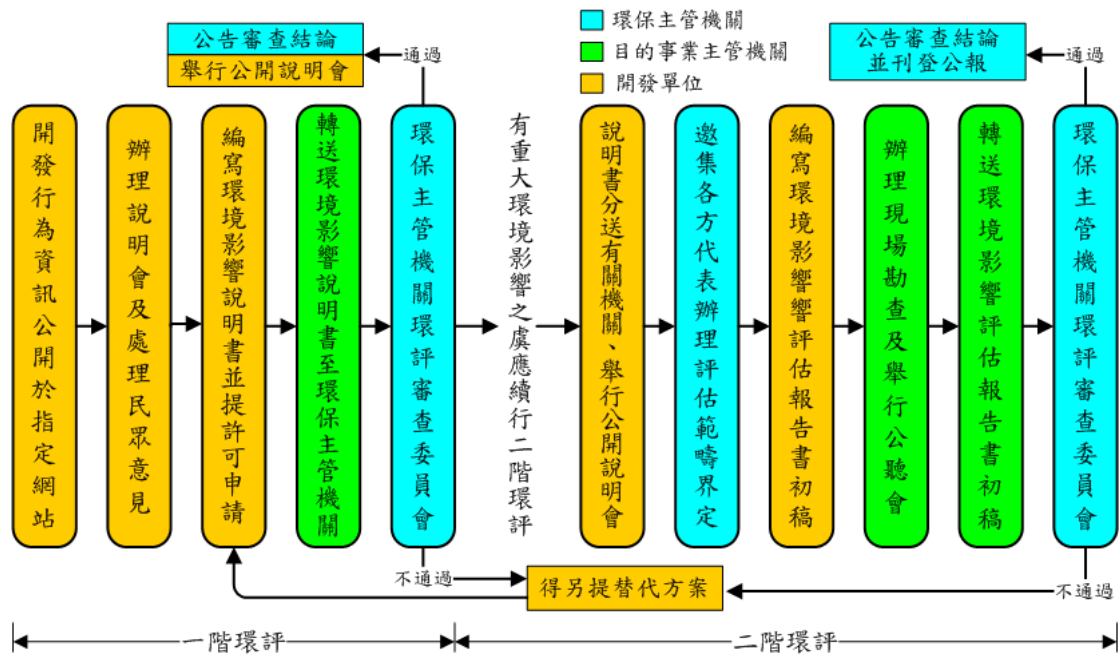 公告審查結論
舉行公開說明會
通過
環保主管機關
目的事業主管機關
開發單位
公告審查結論
並刊登公報
通過
開發行為資訊公開於指定網站
辦理說明會及處理民眾意見
編寫環境影響說明書並提許可申請
轉送環境影響說明書至環保主管機關
環保主管機關環評審查委員會
有重大環境影響之虞應續行二階環評
說明書分送有關機關、舉行公開說明會
邀集各方代表辦理評估範疇界定
編寫環境影響響評估報告書初稿
辦理現場勘查及舉行公聽會
轉送環境影響評估報告書初稿
環保主管機關環評審查委員會
不通過
得另提替代方案
不通過
一階環評
二階環評